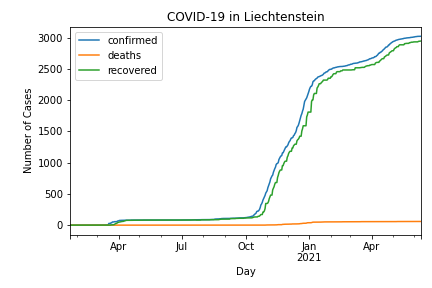 COVID-19 in Liechtenstein
confirmed
deaths
recovered
Number of Cases
3000
2500
2000
1500
1000
500
0
Apr Jul Oct Jan Apr
2021
Day